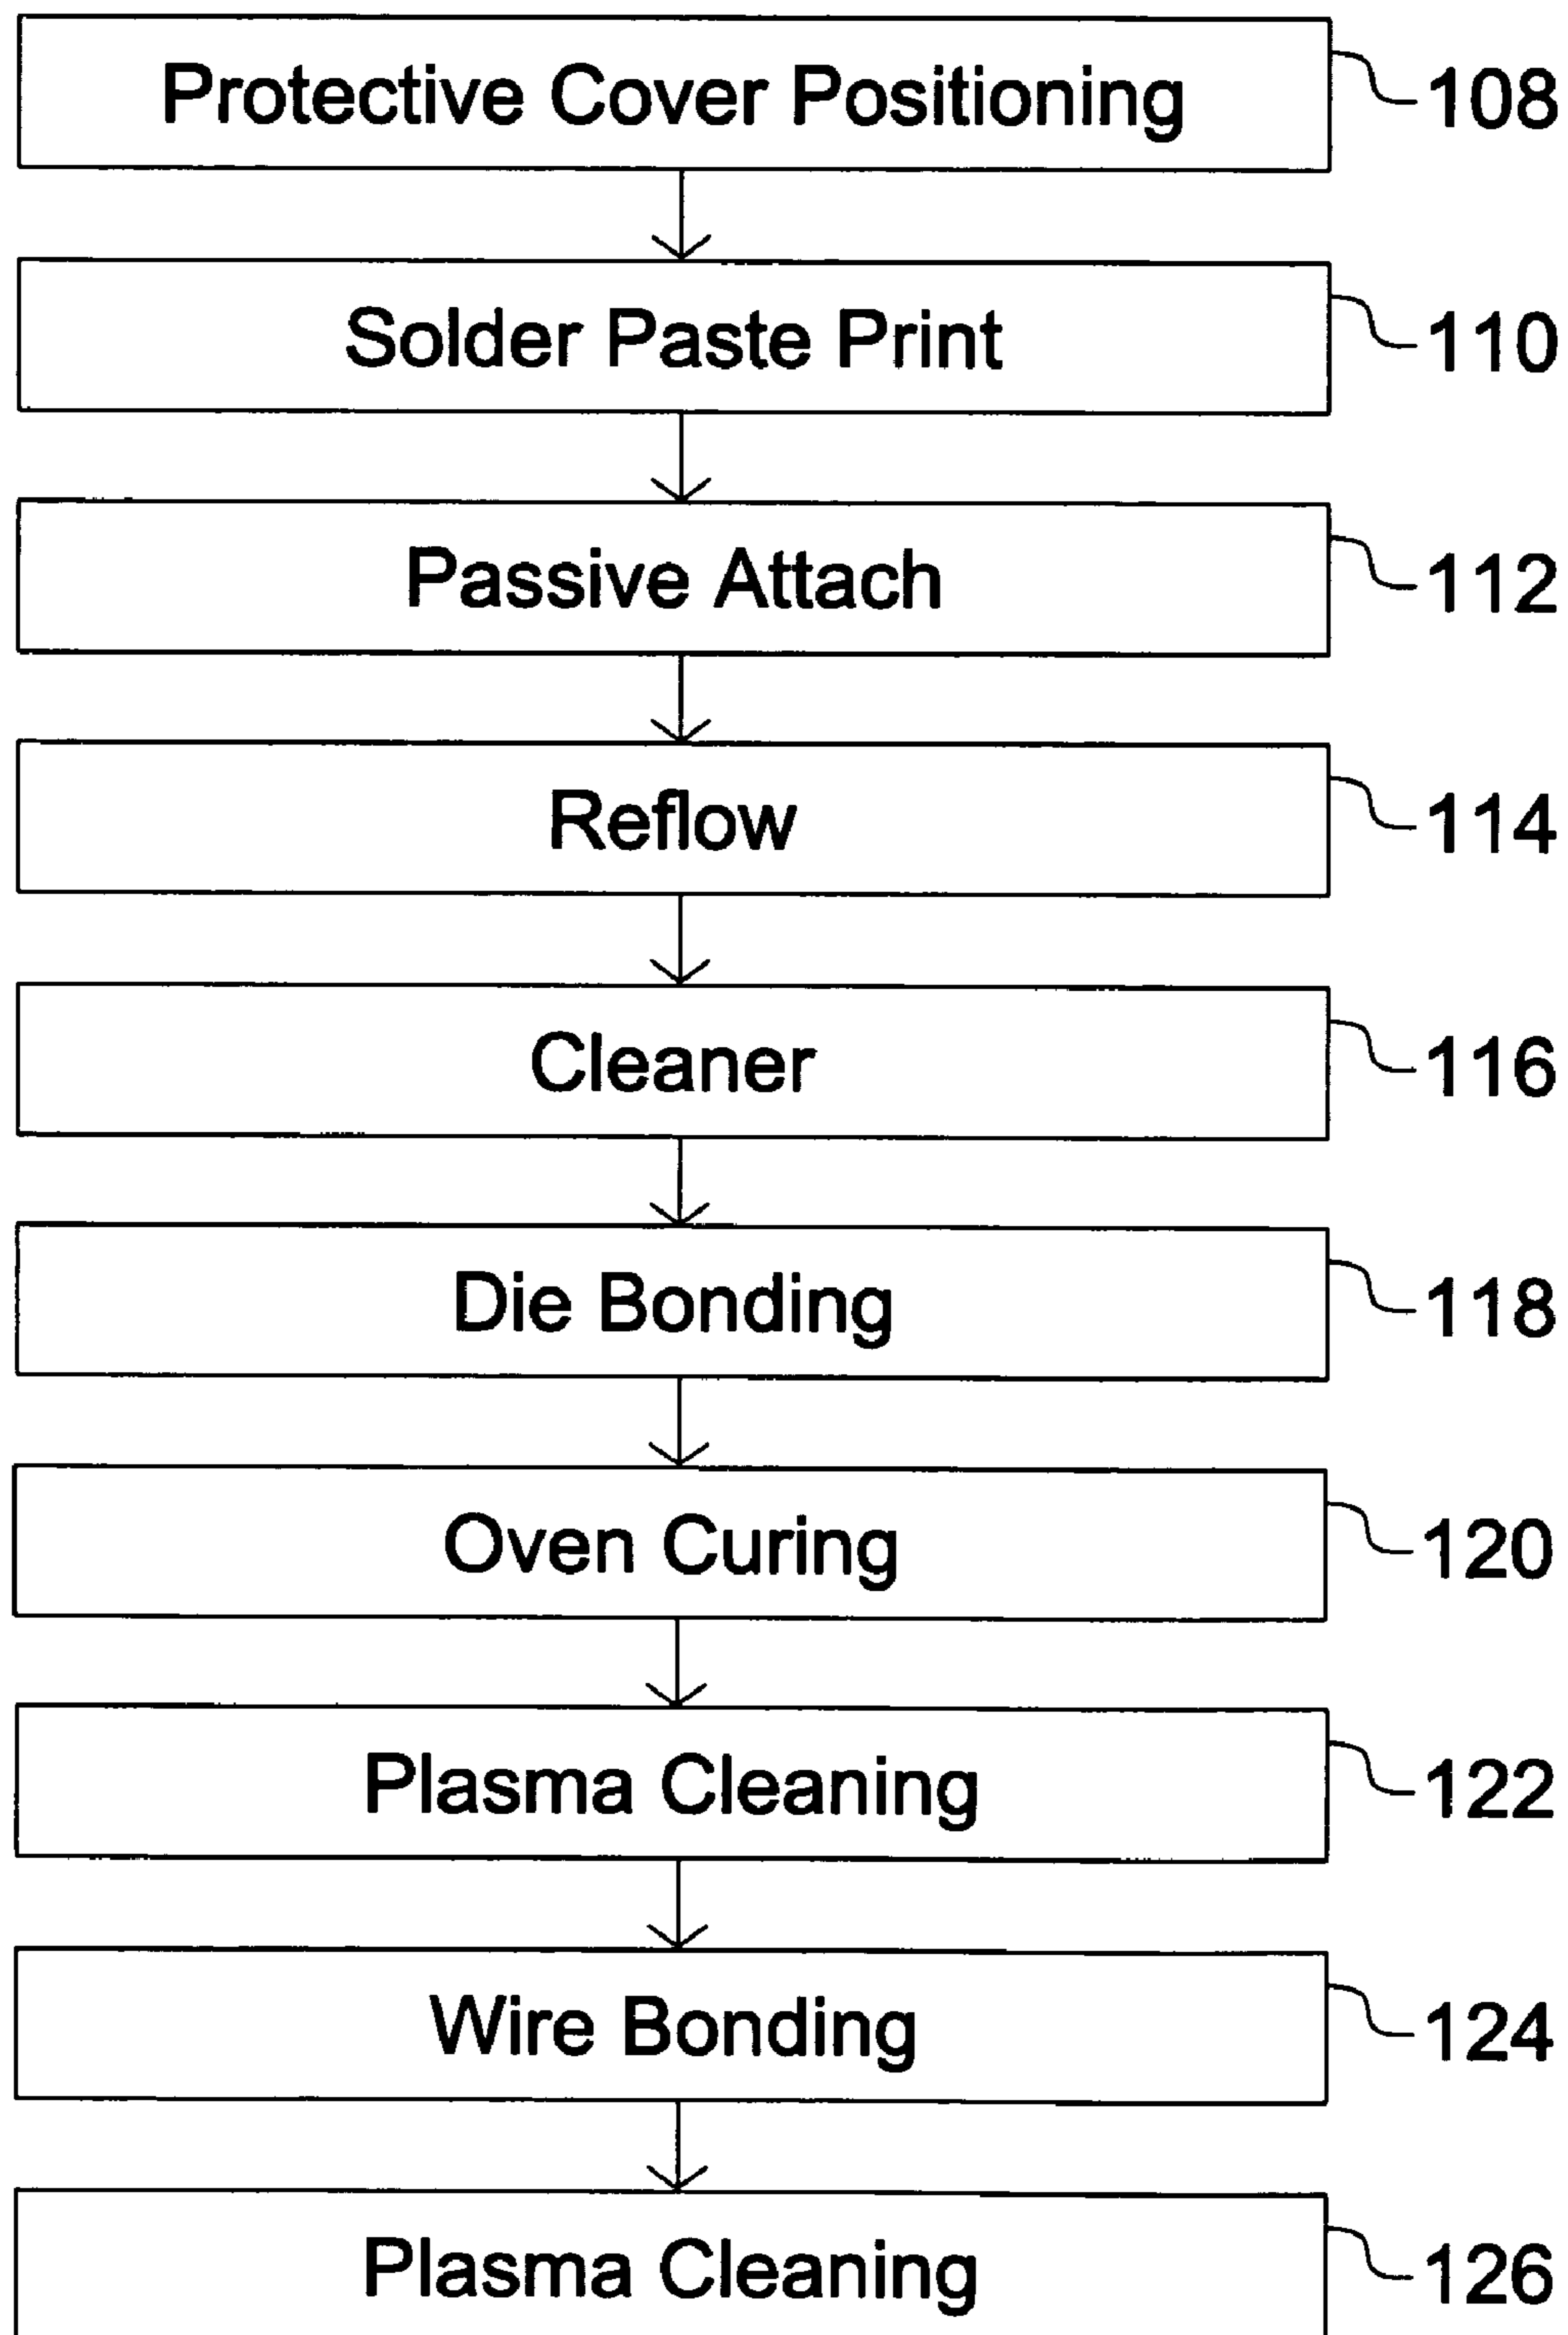 Protective Cover Positioning 108
Solder Paste Print 110
Passive Attach 112
Reflow 114
Cleaner 116
Die Bonding 118
Oven Curing 120
Plasma Cleaning 122
Wire Bonding 124
Plasma Cleaning 126